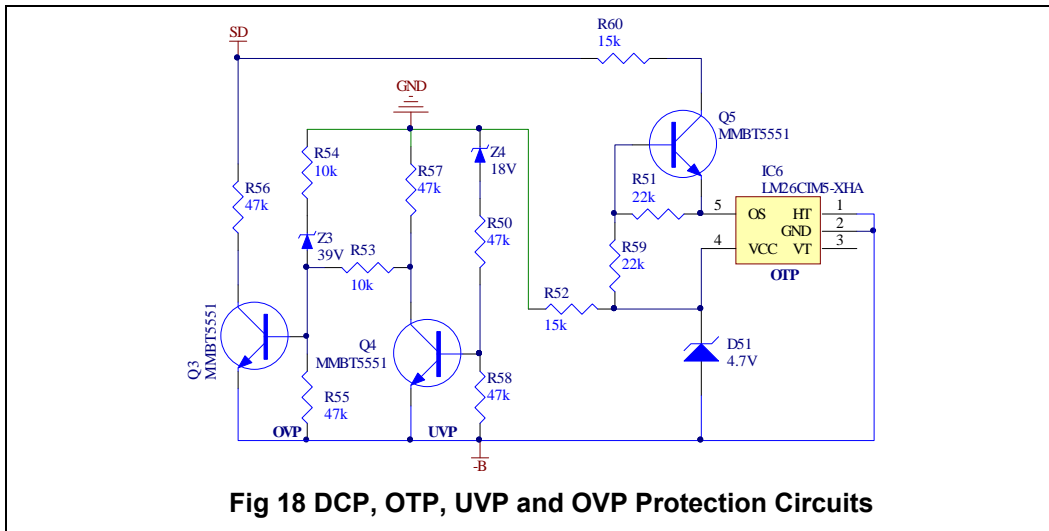 SD
R60
15k
GND
Q5
MMBT5551
R54
10k
R57
47k
Z4
18V
R56
47k
IC6
LM26CIM5-XHA
R51
22k
5 OS HT 1
GND 2
4 VCC VT 3
OTP
R50
47k
Z3
39V
R53
10k
R59
22k
R52
15k
Q3
MMBT5551
Q4
MMBT5551
D51
4.7V
R55
47k
R58
47k
OVP
UVP
-B
Fig 18 DCP, OTP, UVP and OVP Protection Circuits